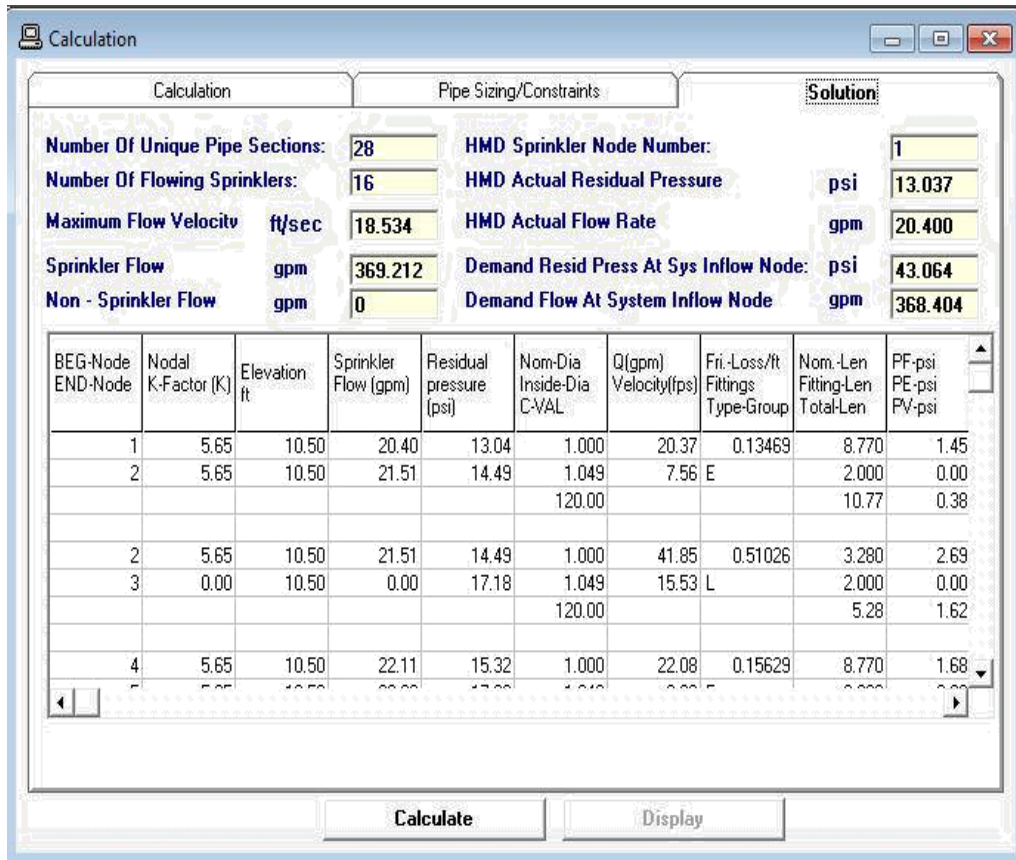 Calculation
Calculation Pipe Sizing/Constraints Solution
Number Of Unique Pipe Sections: 28 HMD Sprinkler Node Number: 1
Number Of Flowing Sprinklers: 16 HMD Actual Residual Pressure psi 13.037
Maximum Flow Velocity ft/sec 18.534 HMD Actual Flow Rate gpm 20.400
Sprinkler Flow gpm 369.212 Demand Resid Press At Sys Inflow Node: psi 43.064
Non - Sprinkler Flow gpm 0 Demand Flow At System Inflow Node gpm 368.404
BEG-Node Nodal Elevation Sprinkler Residual Nom-Dia Q(gpm) Fri.-Loss/ft Nom.-Len PF-psi
END-Node K-Factor (K) ft Flow (gpm) pressure Inside-Dia Velocity(fps) Fittings Fitting-Len PE-psi
(psi) C-VAL Type-Group Total-Len PV-psi
1 5.65 10.50 20.40 13.04 1.000 20.37 0.13469 8.770 1.45
2 5.65 10.50 21.51 14.49 1.049 7.56 E 2.000 0.00
120.00 10.77 0.38
2 5.65 10.50 21.51 14.49 1.000 41.85 0.51026 3.280 2.69
3 0.00 10.50 0.00 17.18 1.049 15.53 L 2.000 0.00
120.00 5.28 1.62
4 5.65 10.50 22.11 15.32 1.000 22.08 0.15629 8.770 1.68
Calculate Display